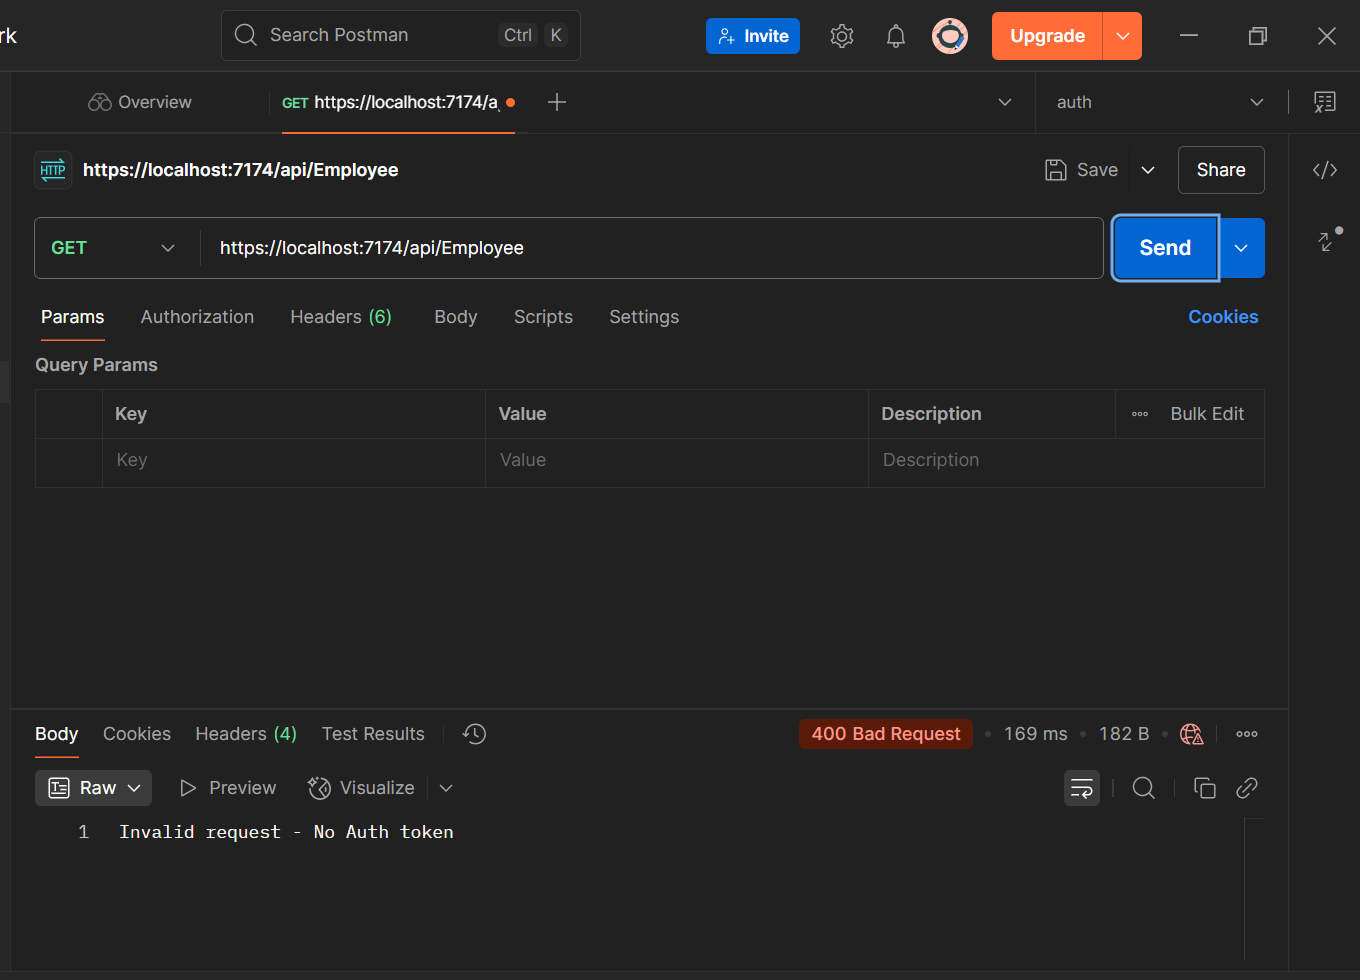 rk
Search Postman Ctrl K
Invite
Upgrade
Overview
GET https://localhost:7174/a
auth
HTTP https://localhost:7174/api/Employee
Save
Share
GET https://localhost:7174/api/Employee
Send
Params Authorization Headers (6) Body Scripts Settings Cookies
Query Params
Key Value Description Bulk Edit
Key Value Description
Body Cookies Headers (4) Test Results 400 Bad Request 169 ms 182 B
Raw Preview Visualize
1 Invalid request - No Auth token